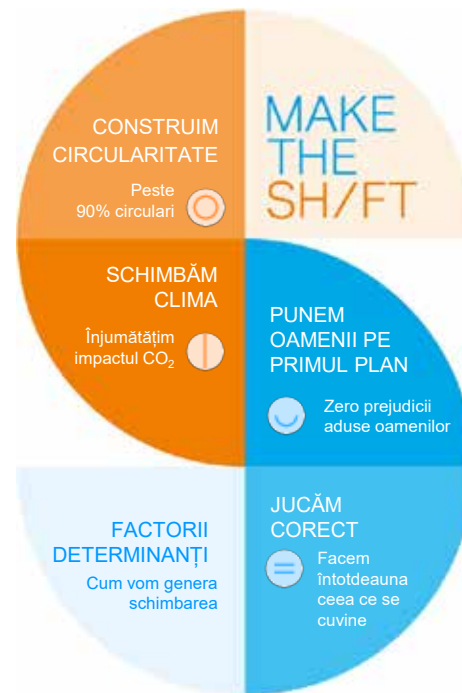 CONSTRUIM
CIRCULARITATE
Peste
90% circulari
MAKE
THE
SH/FT
SCHIMBĂM
CLIMA
Înjumătățim
impactul CO₂
PUNEM
OAMENII PE
PRIMUL PLAN
Zero prejudicii
aduse oamenilor
FACTORII
DETERMINANȚI
Cum vom genera
schimbarea
JUCĂM
CORECT
Facem
întotdeauna
ceea ce se
cuvine